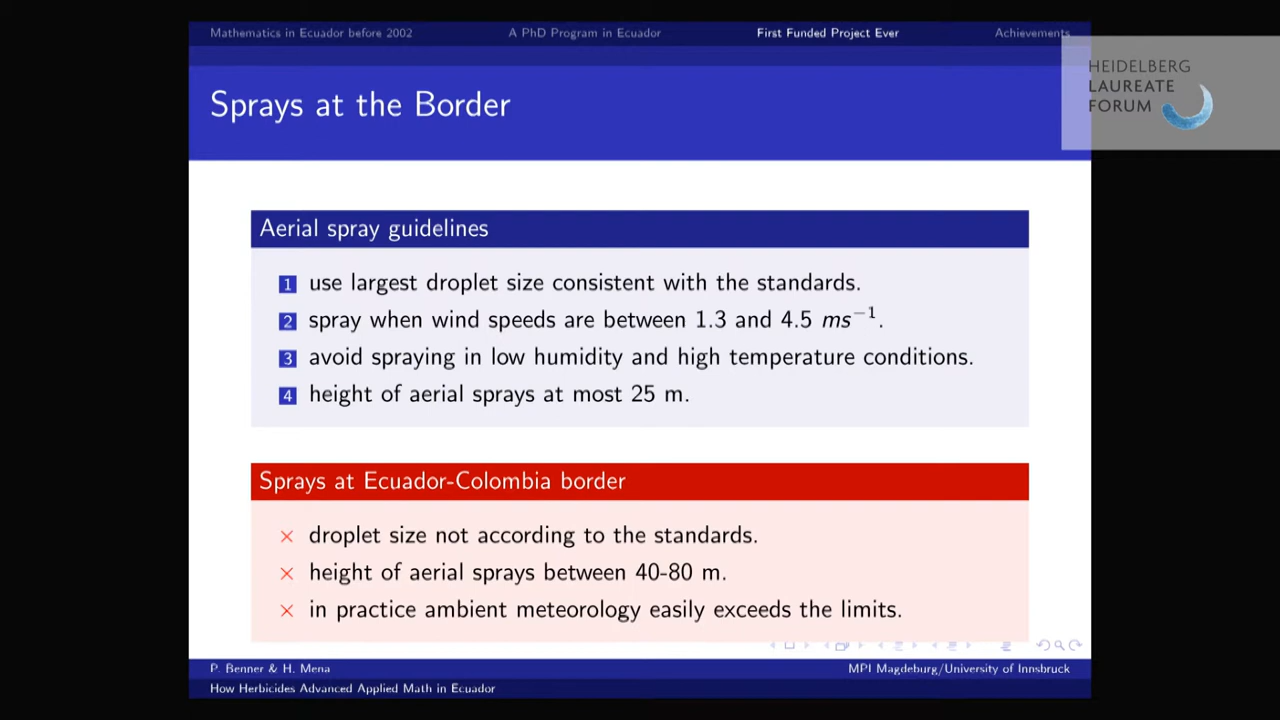 Mathematics in Ecuador before 2002 A PhD Program in Ecuador First Funded Project Ever Achievements
HEIDELBERG
LAUREATE
FORUM
Sprays at the Border
Aerial spray guidelines
1 use largest droplet size consistent with the standards.
2 spray when wind speeds are between 1.3 and 4.5 ms⁻¹.
3 avoid spraying in low humidity and high temperature conditions.
4 height of aerial sprays at most 25 m.
Sprays at Ecuador-Colombia border
× droplet size not according to the standards.
× height of aerial sprays between 40-80 m.
× in practice ambient meteorology easily exceeds the limits.
P. Benner & H. Mena MPI Magdeburg/University of Innsbruck
How Herbicides Advanced Applied Math in Ecuador